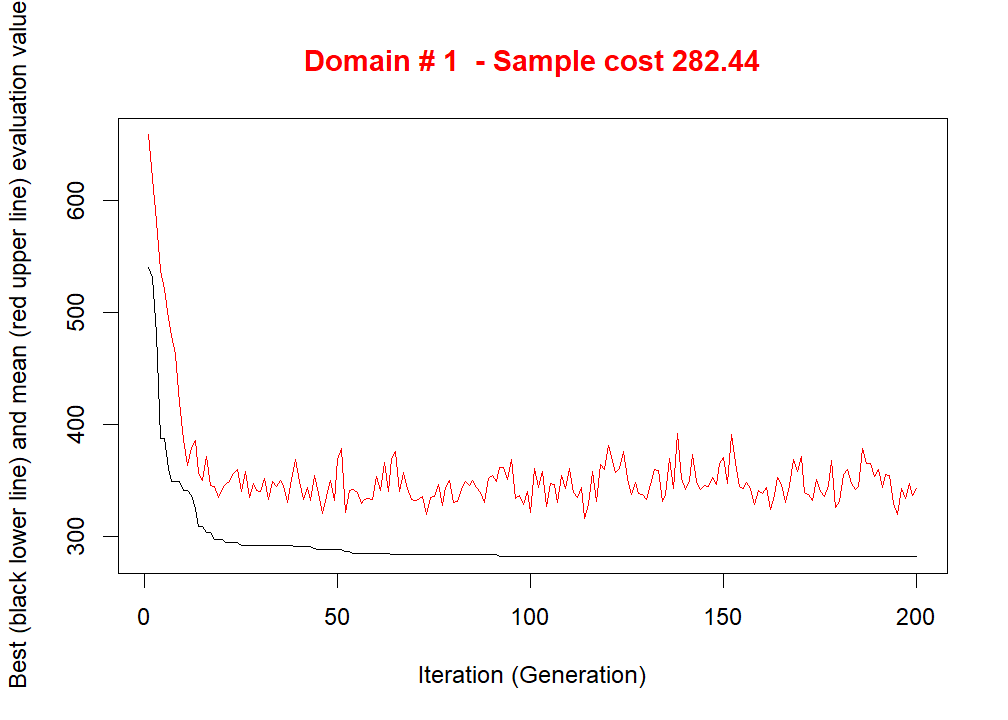 Domain # 1  - Sample cost 282.44
Best (black lower line) and mean (red upper line) evaluation value
600
500
400
300
0 50 100 150 200
Iteration (Generation)